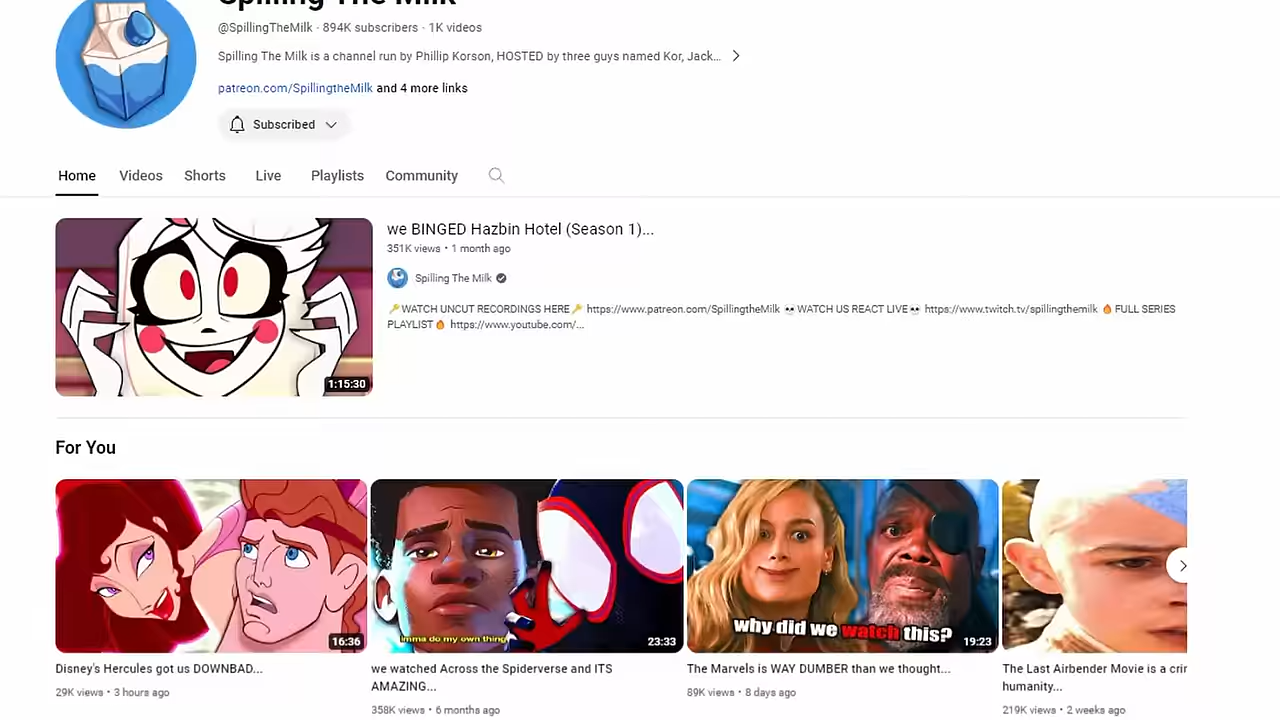 Spilling The Milk
@SpillingTheMilk · 894K subscribers · 1K videos
Spilling The Milk is a channel run by Phillip Korson, HOSTED by three guys named Kor, Jack...
patreon.com/SpillingtheMilk and 4 more links
Subscribed
Home Videos Shorts Live Playlists Community
we BINGED Hazbin Hotel (Season 1)...
351K views • 1 month ago
Spilling The Milk
🔑WATCH UNCUT RECORDINGS HERE🔑 https://www.patreon.com/SpillingtheMilk 💀WATCH US REACT LIVE💀 https://www.twitch.tv/spillingthemilk 🔥FULL SERIES
PLAYLIST🔥 https://www.youtube.com/...
1:15:30
For You
imma do my own thing
why did we watch this?
16:36
23:33
19:23
Disney's Hercules got us DOWNBAD...
29K views • 3 hours ago
we watched Across the Spiderverse and ITS
AMAZING...
358K views • 6 months ago
The Marvels is WAY DUMBER than we thought...
89K views • 8 days ago
The Last Airbender Movie is a cri
humanity...
219K views • 2 weeks ago